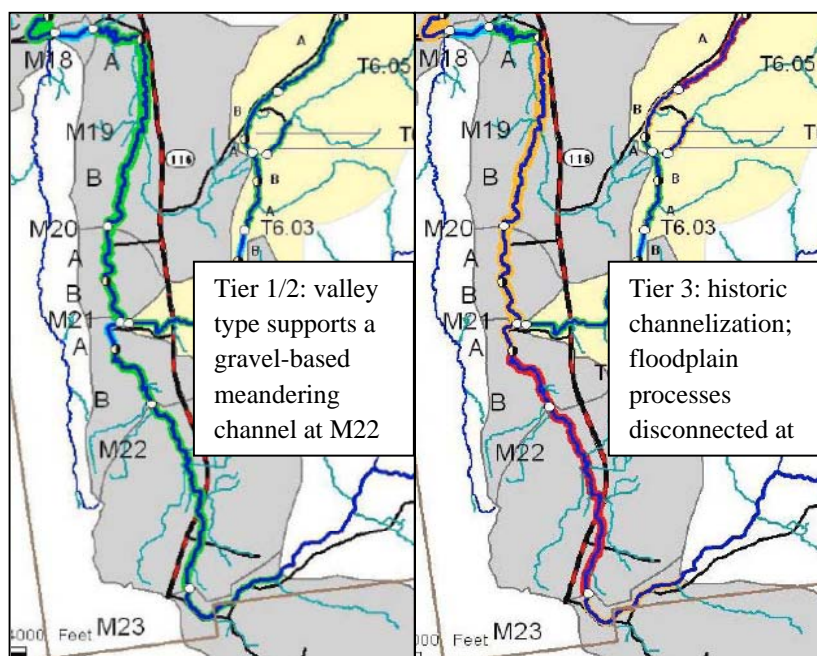 M18
A
A
T6.05
M19
B
116
A
B
B
A
M20
T6.03
A
B
B
M21
A
Tier 1/2: valley
type supports a
gravel-based
meandering
channel at M22
B
M22
M23
Feet
M18
A
A
T6.05
M19
B
116
A
B
B
A
M20
T6.03
A
B
B
M21
A
Tier 3: historic
channelization;
floodplain
processes
disconnected at
B
M22
M23
Feet